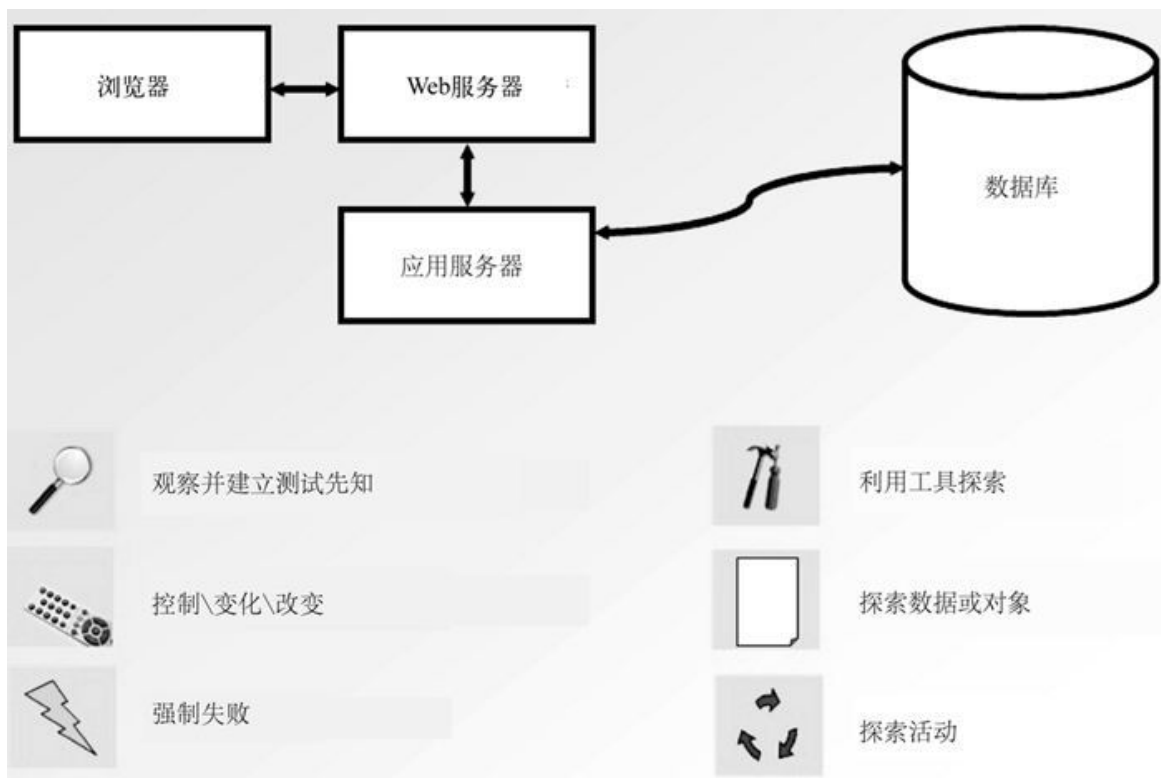 浏览器
Web服务器
数据库
应用服务器
观察并建立测试先知
利用工具探索
控制\变化\改变
探索数据或对象
强制失败
探索活动